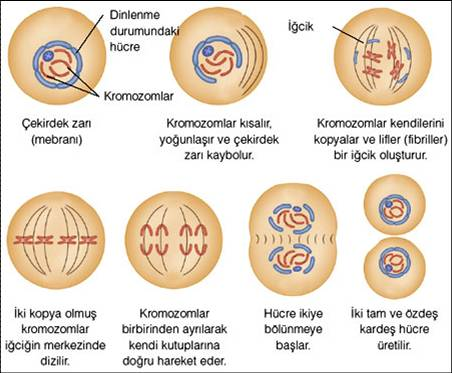 Dinlenme
durumundaki
hücre
Kromozomlar
İğcik
Çekirdek zarı
(mebranı)
Kromozomlar kısalır,
yoğunlaşır ve çekirdek
zarı kaybolur.
Kromozomlar kendilerini
kopyalar ve lifler (fibriller)
bir iğcik oluşturur.
İki kopya olmuş
kromozomlar
iğciğin merkezinde
dizilir.
Kromozomlar
birbirinden ayrılarak
kendi kutuplarına
doğru hareket eder.
Hücre ikiye
bölünmeye
başlar.
İki tam ve özdeş
kardeş hücre
üretilir.